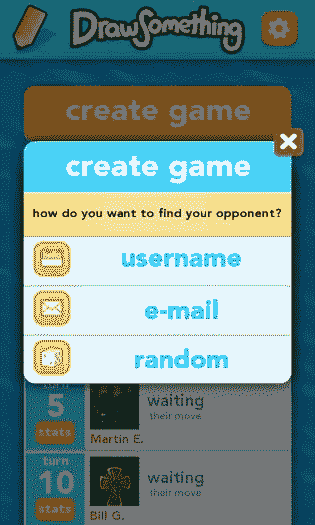 DrawSomething
create game
create game
how do you want to find your opponent?
username
e-mail
random
turn
5
stats
waiting
their move
Martin E.
turn
10
stats
waiting
their move
Bill G.